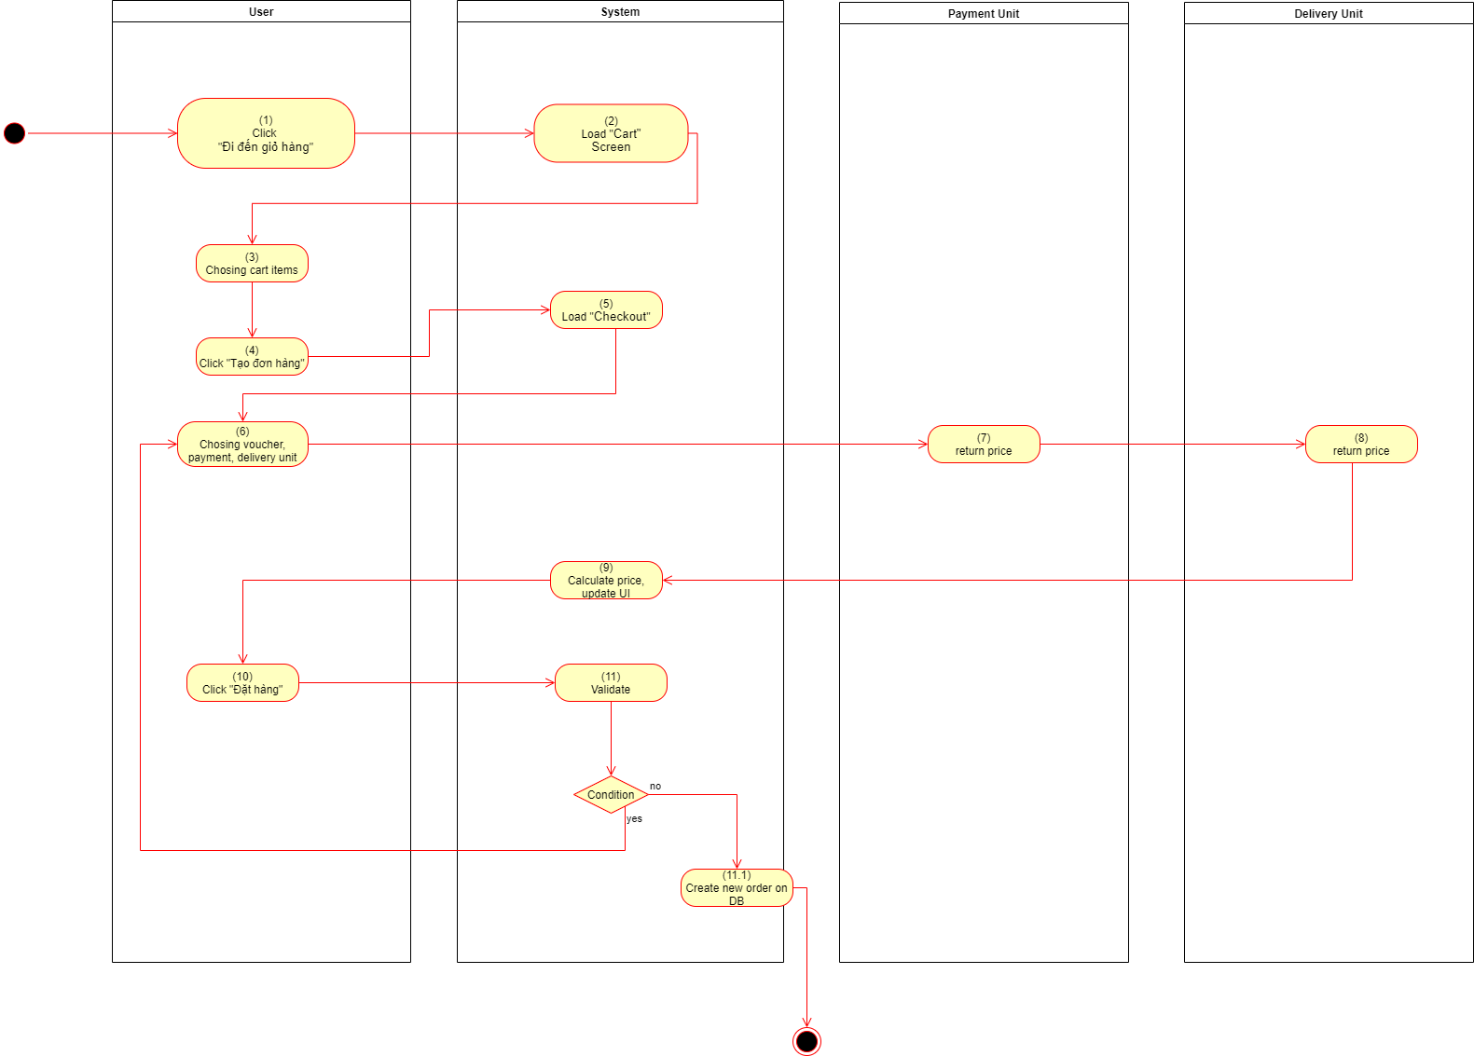 User
System
Payment Unit
Delivery Unit
(1)
Click
"Đi đến giỏ hàng"
(2)
Load "Cart"
Screen
(3)
Chosing cart items
(4)
Click "Tạo đơn hàng"
(5)
Load "Checkout"
(6)
Chosing voucher,
payment, delivery unit
(7)
return price
(8)
return price
(9)
Calculate price,
update UI
(10)
Click "Đặt hàng"
(11)
Validate
Condition
no
yes
(11.1)
Create new order on
DB